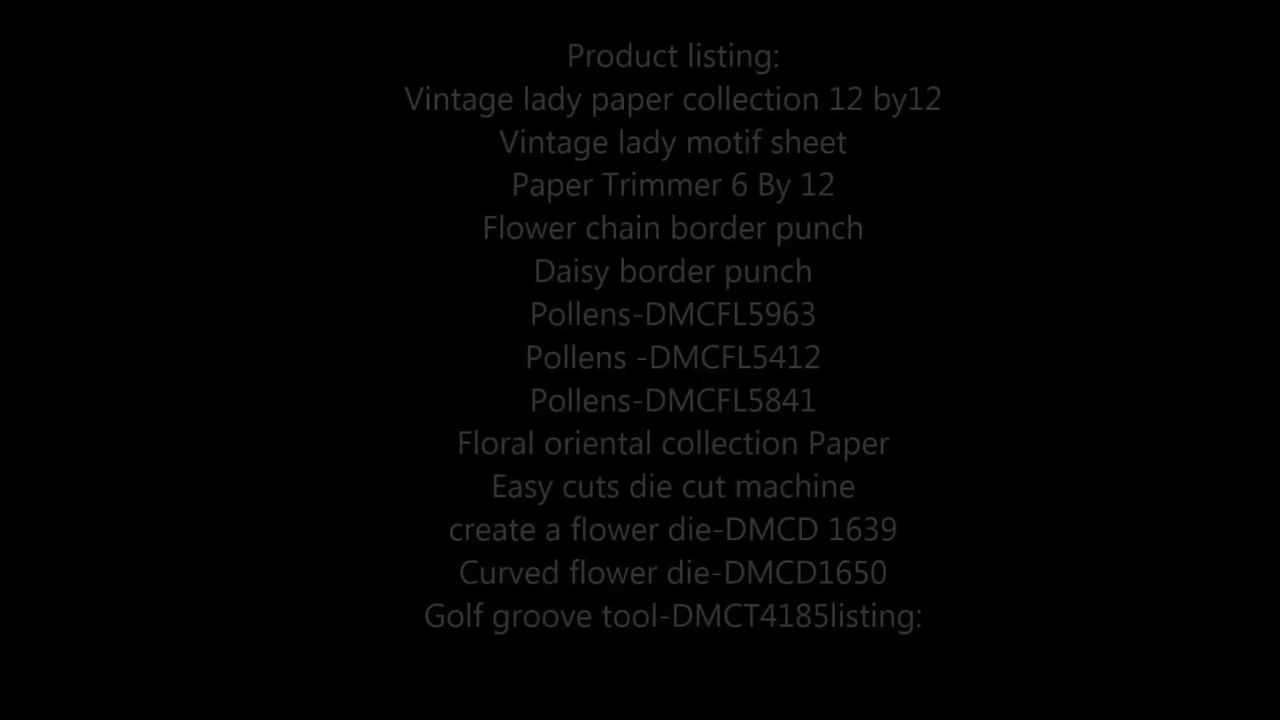 Product listing:
Vintage lady paper collection 12 by12
Vintage lady motif sheet
Paper Trimmer 6 By 12
Flower chain border punch
Daisy border punch
Pollens-DMCFL5963
Pollens -DMCFL5412
Pollens-DMCFL5841
Floral oriental collection Paper
Easy cuts die cut machine
create a flower die-DMCD 1639
Curved flower die-DMCD1650
Golf groove tool-DMCT4185listing: